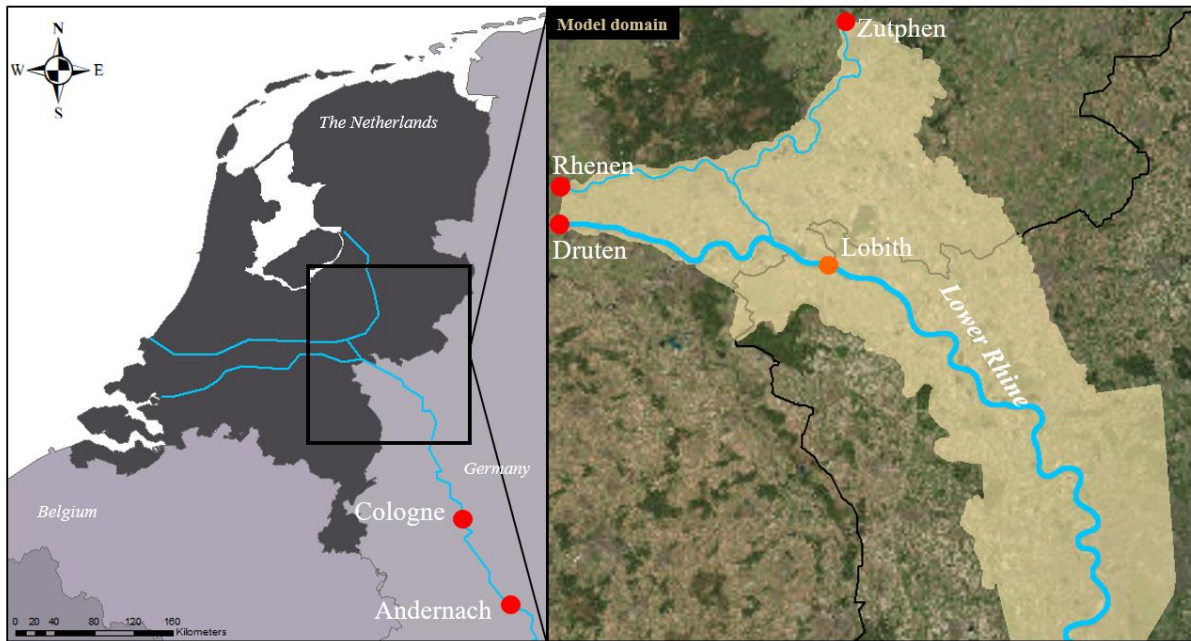 N
W E
S
The Netherlands
Germany
Belgium
Cologne
Andernach
0 20 40 80 120 160
Kilometers
Model domain
Zutphen
Rhenen
Druten
Lobith
Lower Rhine